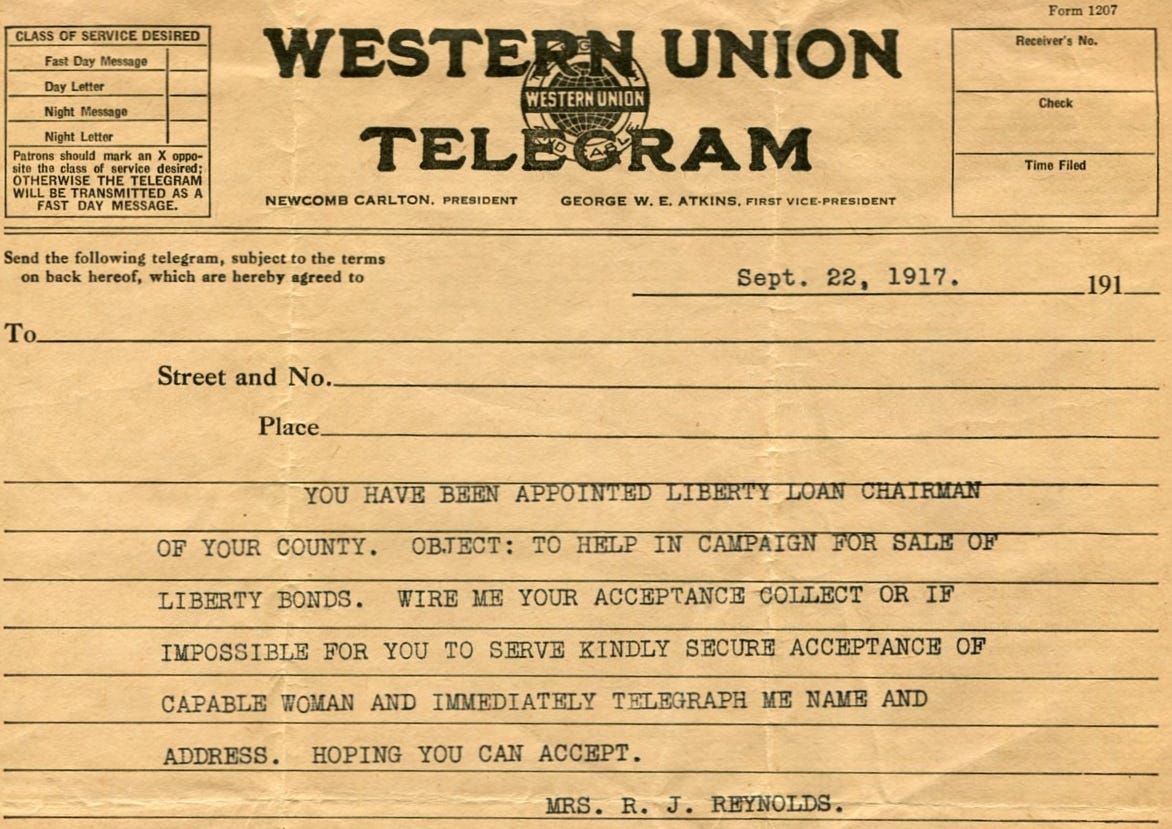 Form 1207
CLASS OF SERVICE DESIRED
Fast Day Message
Day Letter
Night Message
Night Letter
Patrons should mark an X oppo-
site the class of service desired;
OTHERWISE THE TELEGRAM
WILL BE TRANSMITTED AS A
FAST DAY MESSAGE.
WESTERN UNION
WESTERN UNION
TELEGRAM
NEWCOMB CARLTON, PRESIDENT GEORGE W. E. ATKINS, FIRST VICE-PRESIDENT
Receiver's No.
Check
Time Filed
Send the following telegram, subject to the terms
on back hereof, which are hereby agreed to
Sept. 22, 1917. 191
To
Street and No.
Place
YOU HAVE BEEN APPOINTED LIBERTY LOAN CHAIRMAN
OF YOUR COUNTY. OBJECT: TO HELP IN CAMPAIGN FOR SALE OF
LIBERTY BONDS. WIRE ME YOUR ACCEPTANCE COLLECT OR IF
IMPOSSIBLE FOR YOU TO SERVE KINDLY SECURE ACCEPTANCE OF
CAPABLE WOMAN AND IMMEDIATELY TELEGRAPH ME NAME AND
ADDRESS. HOPING YOU CAN ACCEPT.
MRS. R. J. REYNOLDS.